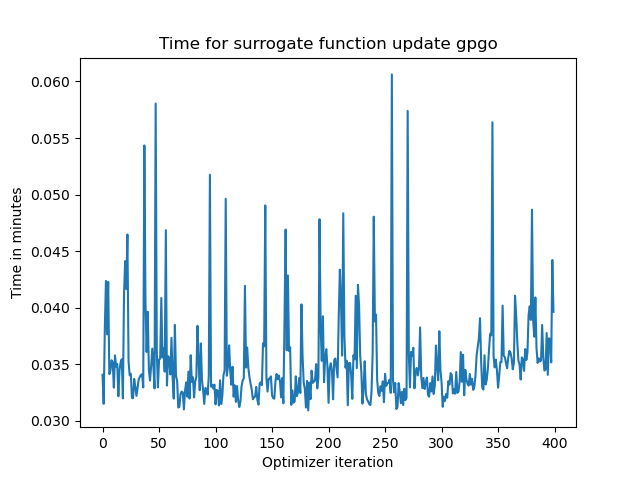 Time for surrogate function update gpgo
0.060
0.055
0.050
0.045
0.040
0.035
0.030
Time in minutes
0 50 100 150 200 250 300 350 400
Optimizer iteration